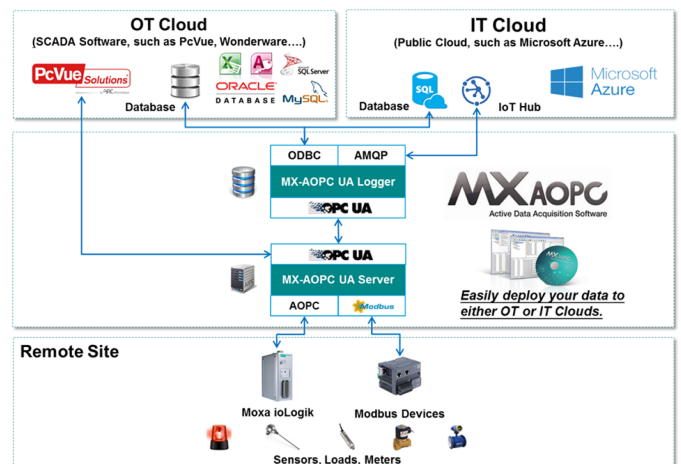 OT Cloud
(SCADA Software, such as PcVue, Wonderware….)
PcVue Solutions
Database
SQL Server
ORACLE
DATABASE
MySQL
IT Cloud
(Public Cloud, such as Microsoft Azure….)
Database
SQL
IoT Hub
Microsoft
Azure
ODBC
AMQP
MX-AOPC UA Logger
OPC UA
OPC UA
MX-AOPC UA Server
AOPC
Modbus
MXAOPC
Active Data Acquisition Software
Easily deploy your data to
either OT or IT Clouds.
Remote Site
Moxa ioLogik
Modbus Devices
Sensors, Loads, Meters